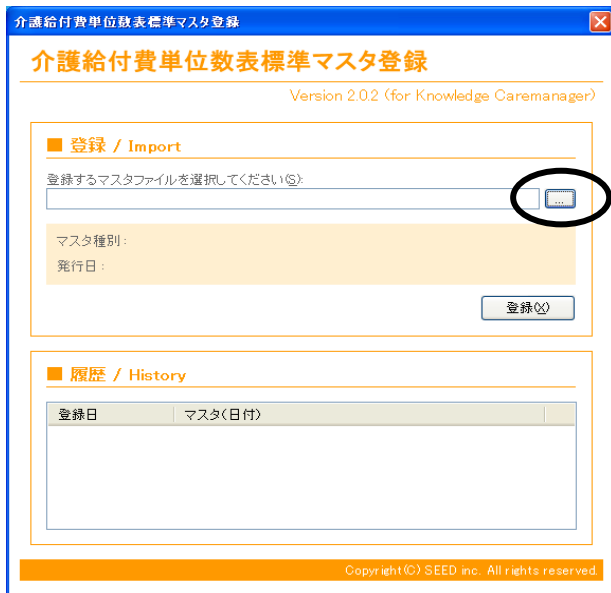 介護給付費単位数表標準マスタ登録
介護給付費単位数表標準マスタ登録
Version 2.0.2 (for Knowledge Caremanager)
■ 登録 / Import
登録するマスタファイルを選択してください(S):
...
マスタ種別:
発行日:
登録(X)
■ 履歴 / History
登録日 マスタ(日付)
Copyright(C) SEED inc. All rights reserved.